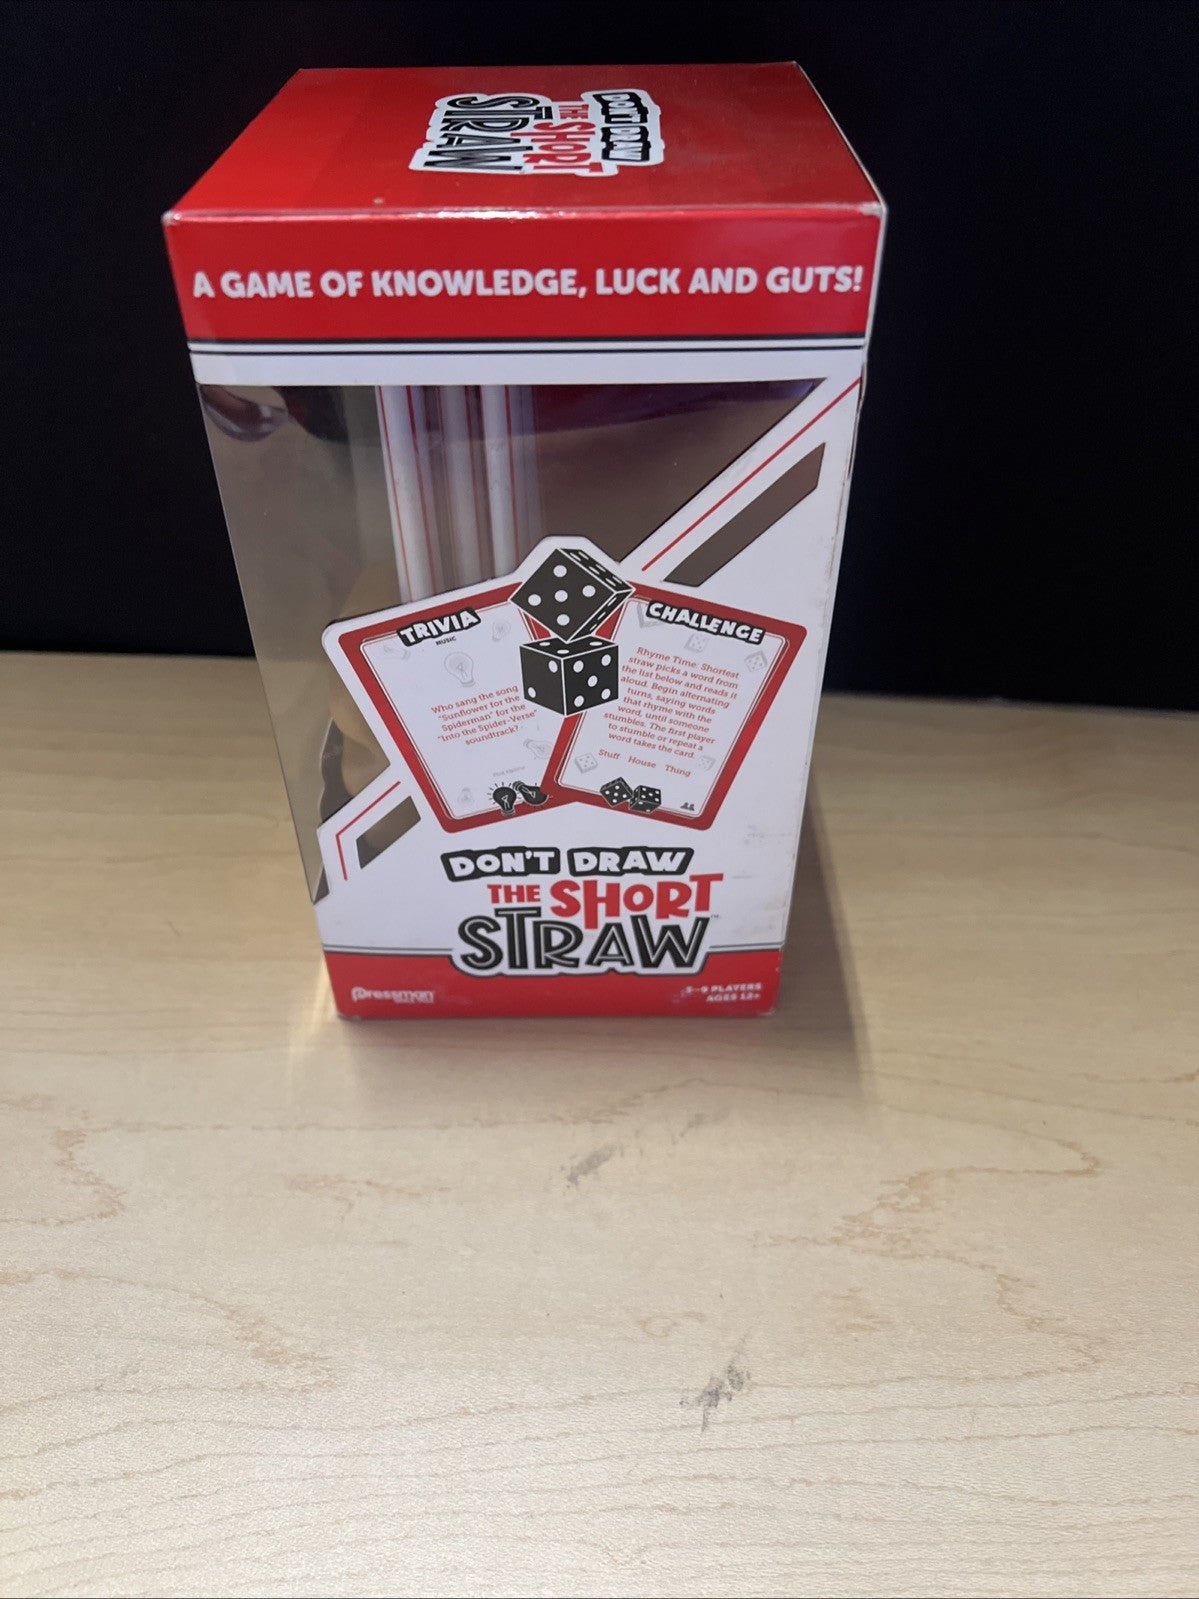 DON'T DRAW
THE SHORT
STRAW
A GAME OF KNOWLEDGE, LUCK AND GUTS!
TRIVIA
MUSIC
Who sang the song
"Sunflower for the
Spiderman" for the
"Into the Spider-Verse"
soundtrack?
CHALLENGE
Rhyme Time: Shortest
straw picks a word from
the list below and reads it
aloud. Begin alternating
turns, saying words
that rhyme with the
word, until someone
stumbles. The first player
to stumble or repeat a
word takes the card.
Stuff House Thing
DON'T DRAW
THE SHORT
STRAW™
Pressman
PLAYERS
AGES 12+